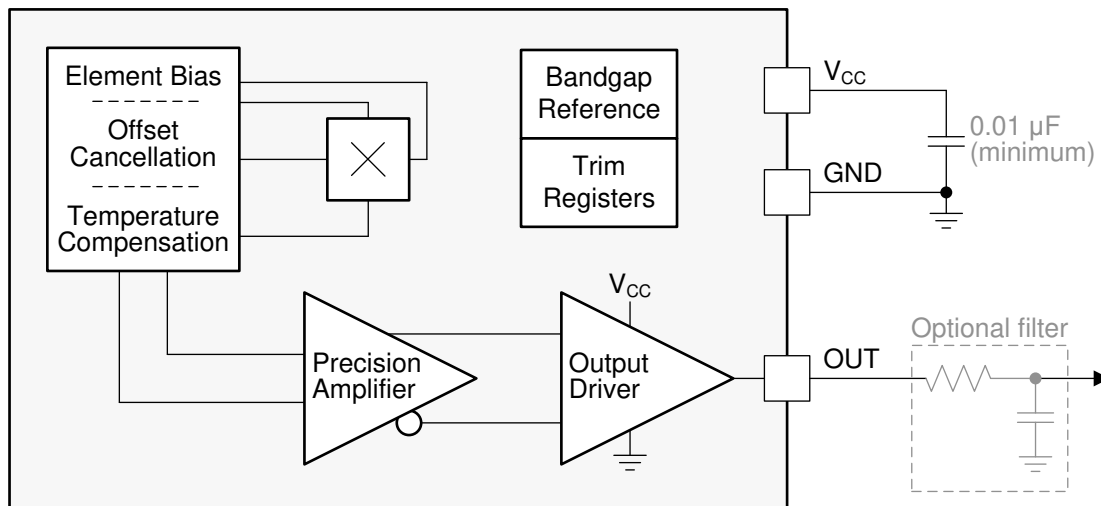 Element Bias
Offset
Cancellation
Temperature
Compensation
Bandgap
Reference
Trim
Registers
VCC
0.01 µF
(minimum)
GND
Precision
Amplifier
VCC
Output
Driver
OUT
Optional filter